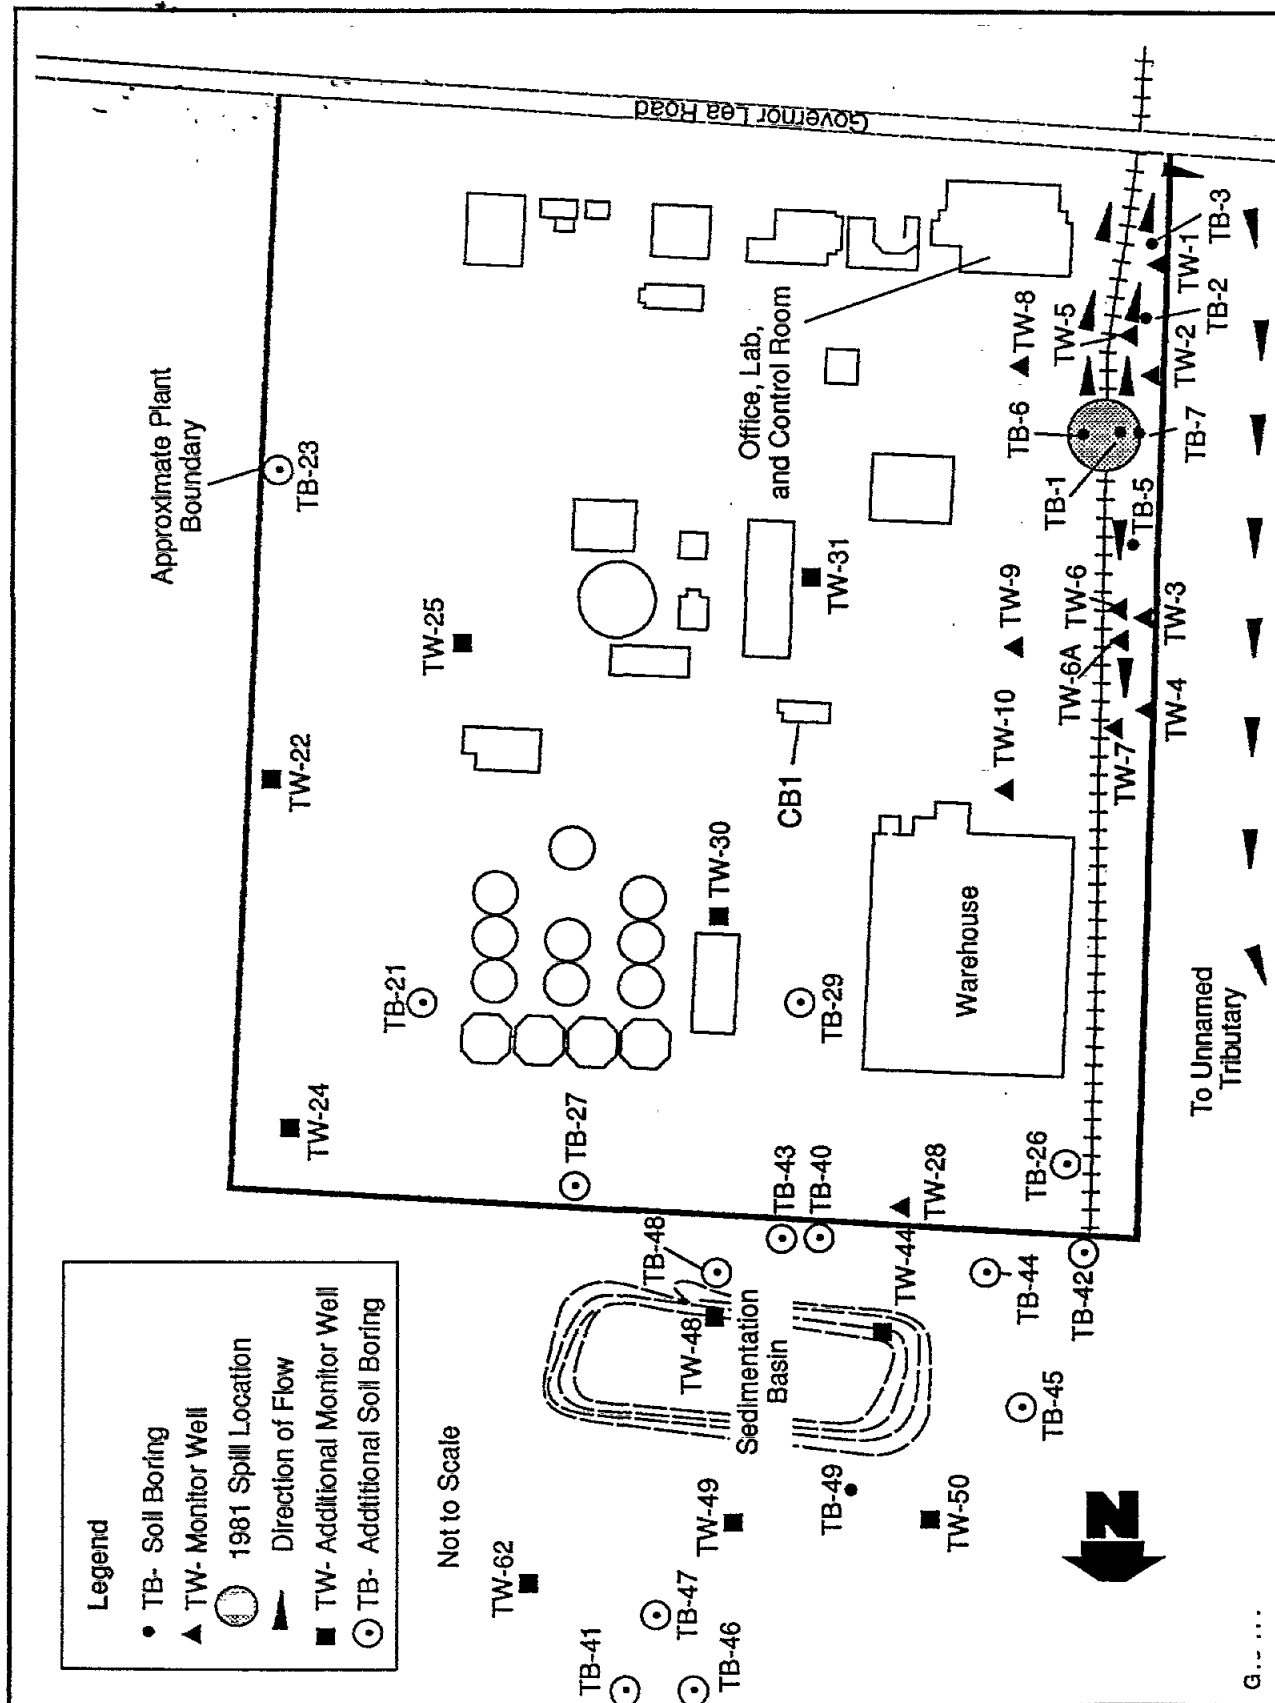 Legend
TB- Soil Boring
TW- Monitor Well
1981 Spill Location
Direction of Flow
TW- Additional Monitor Well
TB- Addtitional Soil Boring
Not to Scale
Approximate Plant
Boundary
TB-23
TW-22
TW-24
TW-25
TB-21
TB-27
Governor Lea Road
Office, Lab,
and Control Room
TW-31
CB1
TW-30
TB-29
Warehouse
TW-8
TW-9
TW-10
TW-5
TB-6
TB-1
TW-6
TW-6A
TW-7
TB-3
TW-1
TB-2
TW-2
TB-7
TB-5
TW-3
TW-4
To Unnamed
Tributary
TB-43
TB-40
TW-28
TB-26
TB-48
TW-48
TW-44
TB-44
TB-42
Sedimentation
Basin
TB-45
TW-49
TB-49
TW-50
TW-62
TB-47
TB-41
TB-46
N